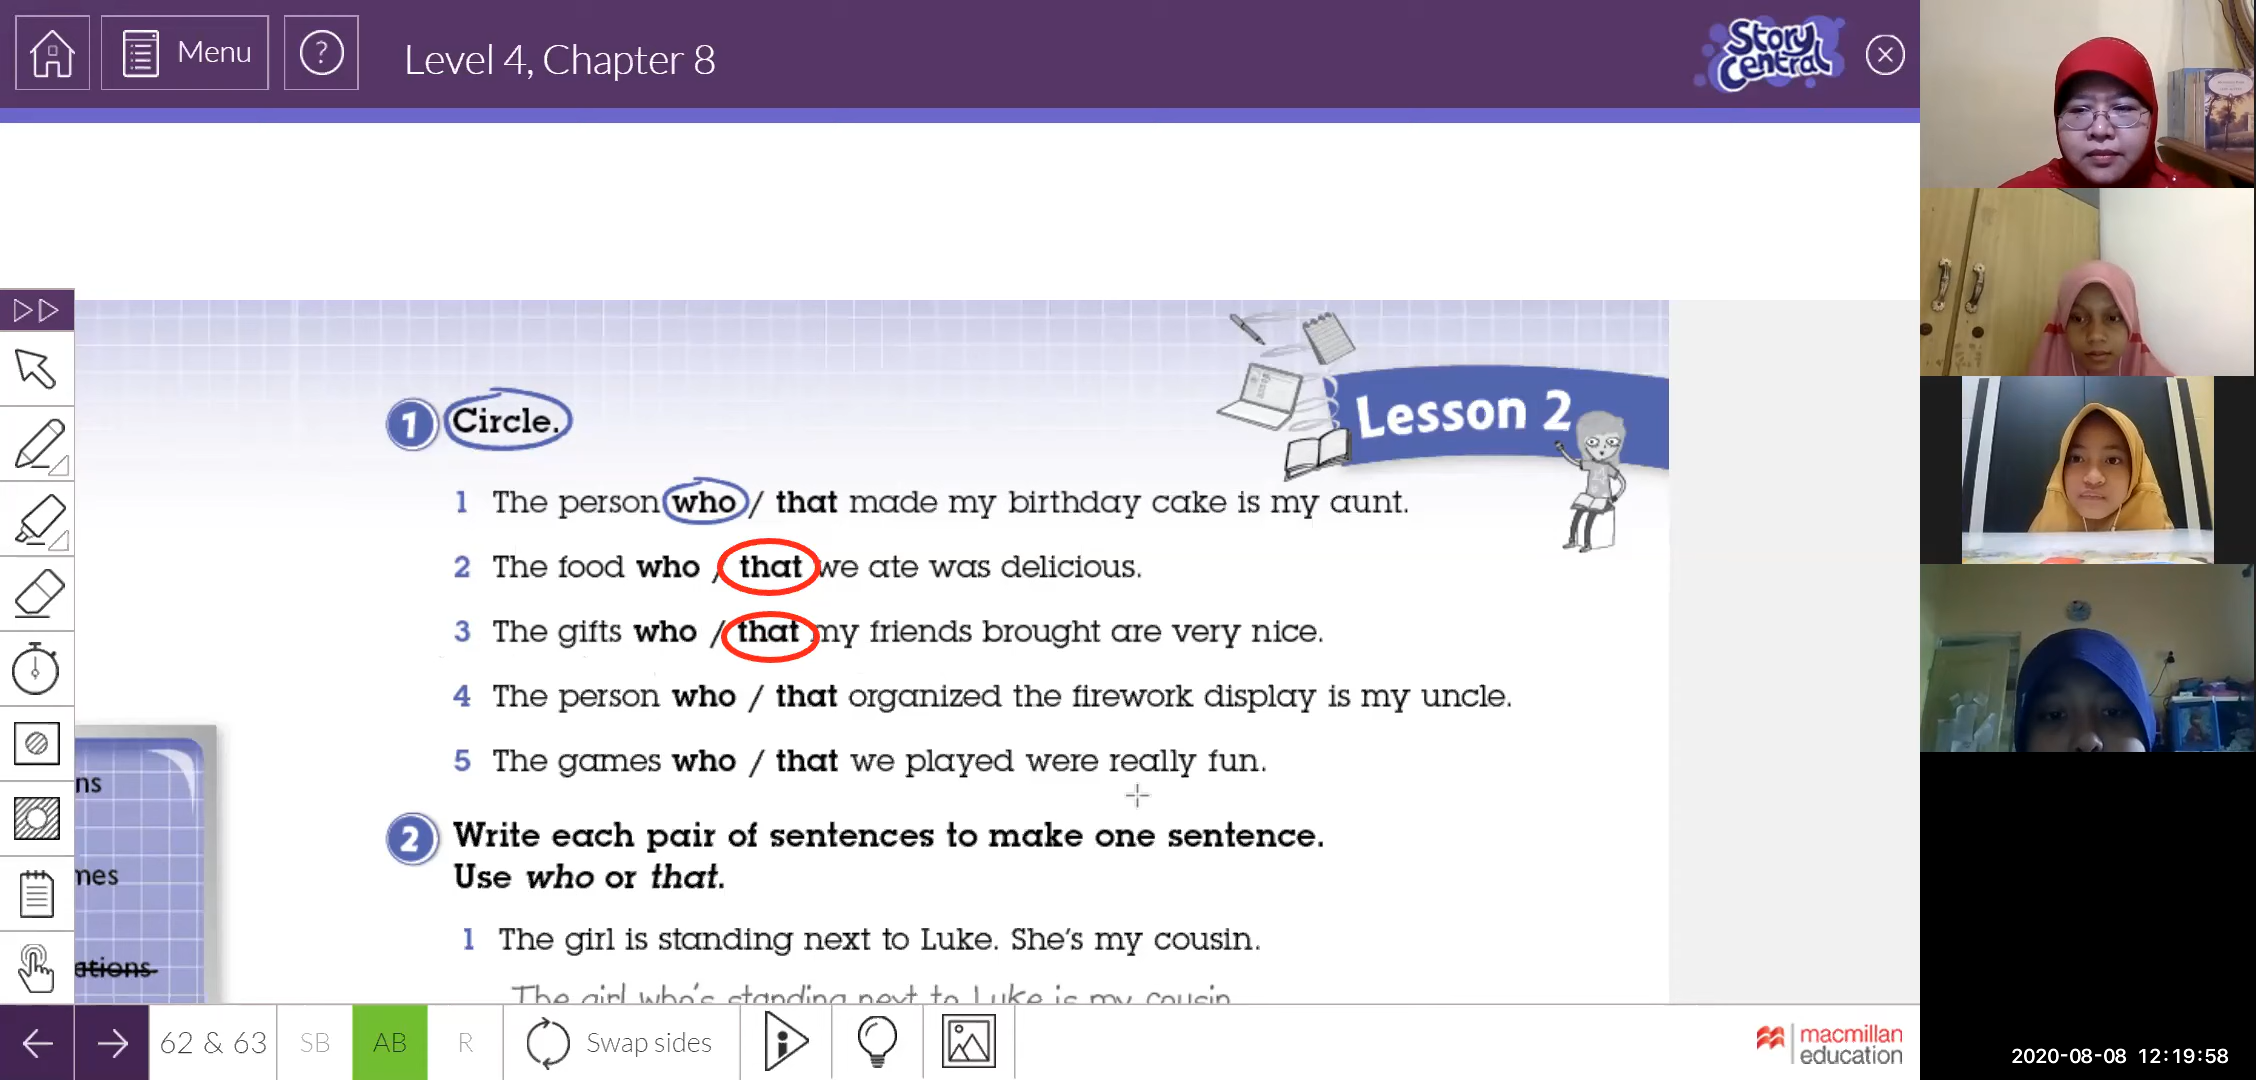 Menu
?
Level 4, Chapter 8
Story Central
Lesson 2
1 Circle.
1 The person who / that made my birthday cake is my aunt.
2 The food who / that we ate was delicious.
3 The gifts who / that my friends brought are very nice.
4 The person who / that organized the firework display is my uncle.
5 The games who / that we played were really fun.
2 Write each pair of sentences to make one sentence.
Use who or that.
1 The girl is standing next to Luke. She's my cousin.
The girl who's standing next to Luke is my cousin
ns
mes
ations
62 & 63
SB
AB
R
Swap sides
macmillan
education
2020-08-08 12:19:58